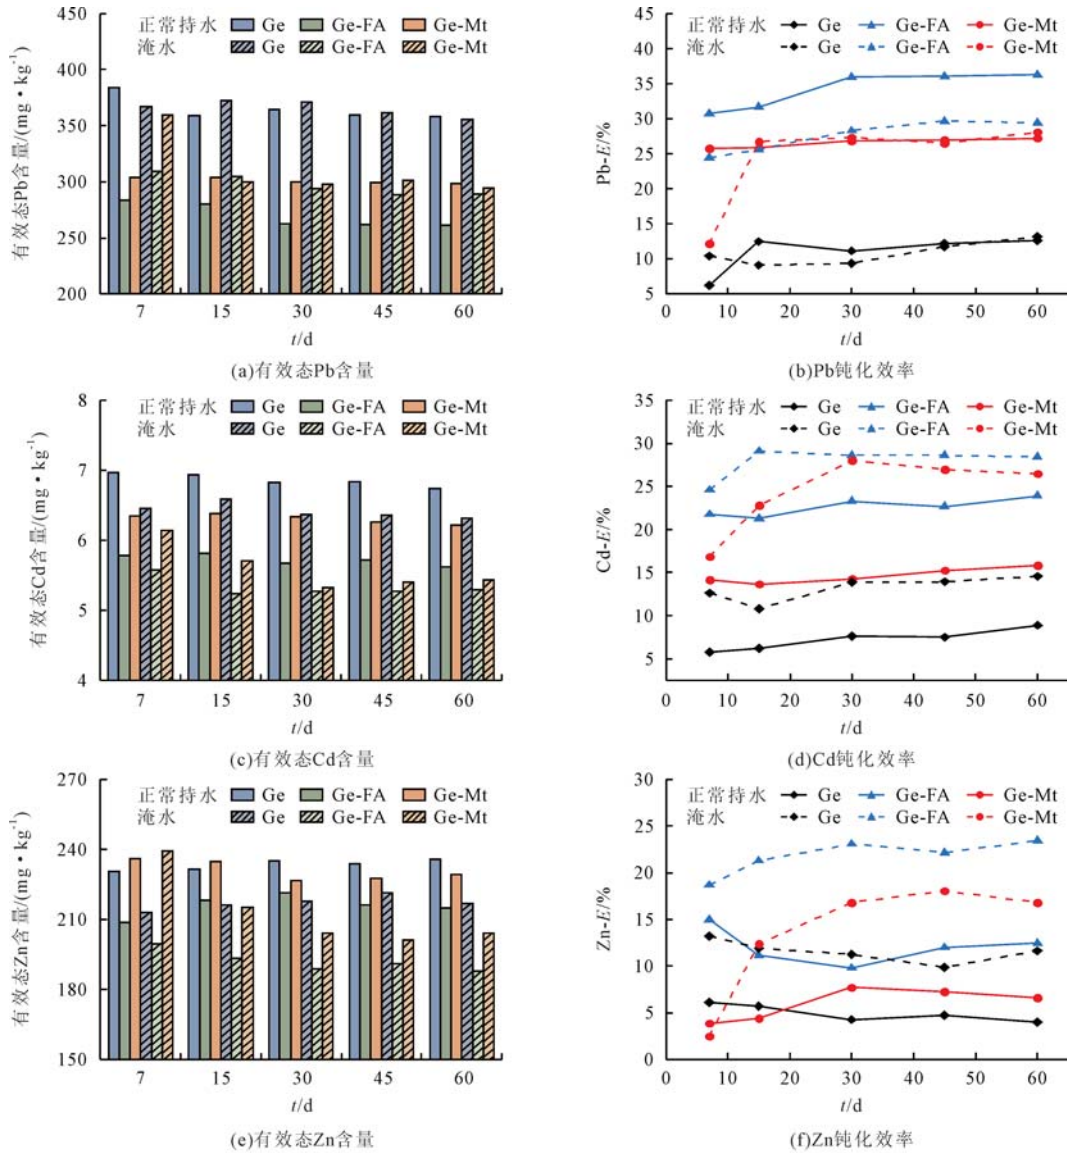 正常持水 Ge Ge-FA Ge-Mt
淹水 Ge Ge-FA Ge-Mt
有效态Pb含量/(mg•kg⁻¹)
450
400
350
300
250
200
7 15 30 45 60
t/d
(a)有效态Pb含量
正常持水 Ge Ge-FA Ge-Mt
淹水 Ge Ge-FA Ge-Mt
Pb-E/%
45
40
35
30
25
20
15
10
5
0 10 20 30 40 50 60
t/d
(b)Pb钝化效率
正常持水 Ge Ge-FA Ge-Mt
淹水 Ge Ge-FA Ge-Mt
有效态Cd含量/(mg•kg⁻¹)
8
7
6
5
4
7 15 30 45 60
t/d
(c)有效态Cd含量
正常持水 Ge Ge-FA Ge-Mt
淹水 Ge Ge-FA Ge-Mt
Cd-E/%
35
30
25
20
15
10
5
0 10 20 30 40 50 60
t/d
(d)Cd钝化效率
正常持水 Ge Ge-FA Ge-Mt
淹水 Ge Ge-FA Ge-Mt
有效态Zn含量/(mg•kg⁻¹)
270
240
210
180
150
7 15 30 45 60
t/d
(e)有效态Zn含量
正常持水 Ge Ge-FA Ge-Mt
淹水 Ge Ge-FA Ge-Mt
Zn-E/%
30
25
20
15
10
5
0
0 10 20 30 40 50 60
t/d
(f)Zn钝化效率